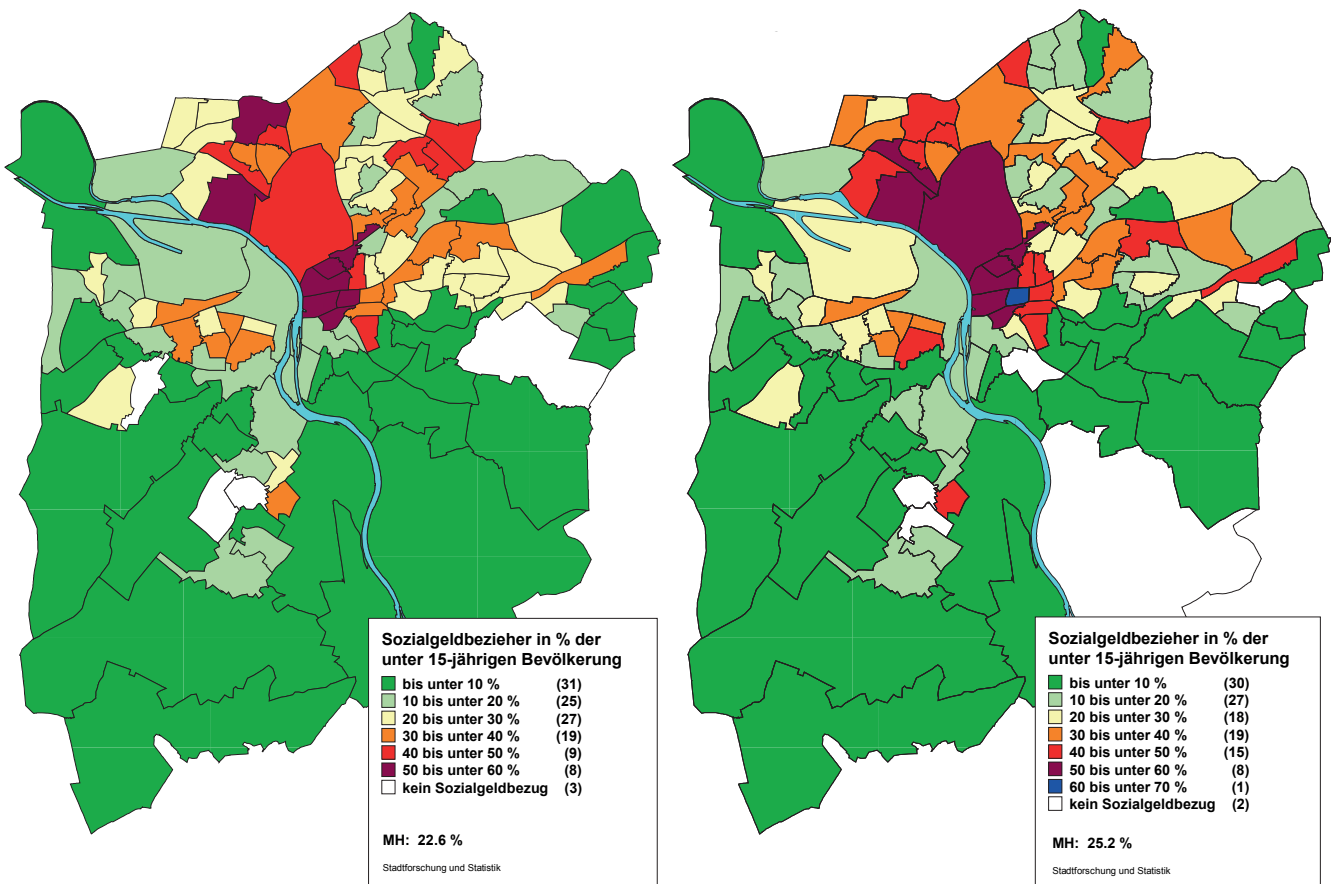 Sozialgeldbezieher in % der
unter 15-jährigen Bevölkerung
bis unter 10 % (31)
10 bis unter 20 % (25)
20 bis unter 30 % (27)
30 bis unter 40 % (19)
40 bis unter 50 % (9)
50 bis unter 60 % (8)
kein Sozialgeldbezug (3)
MH: 22.6 %
Stadtforschung und Statistik
Sozialgeldbezieher in % der
unter 15-jährigen Bevölkerung
bis unter 10 % (30)
10 bis unter 20 % (27)
20 bis unter 30 % (18)
30 bis unter 40 % (19)
40 bis unter 50 % (15)
50 bis unter 60 % (8)
60 bis unter 70 % (1)
kein Sozialgeldbezug (2)
MH: 25.2 %
Stadtforschung und Statistik